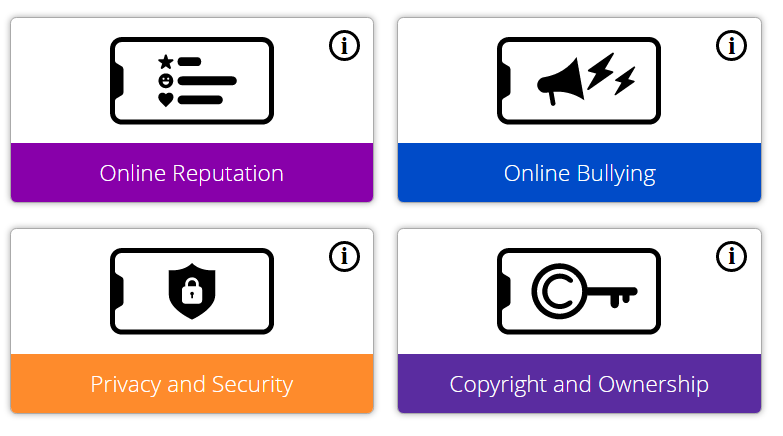 i
i
Online Reputation
Online Bullying
i
i
C
Privacy and Security
Copyright and Ownership